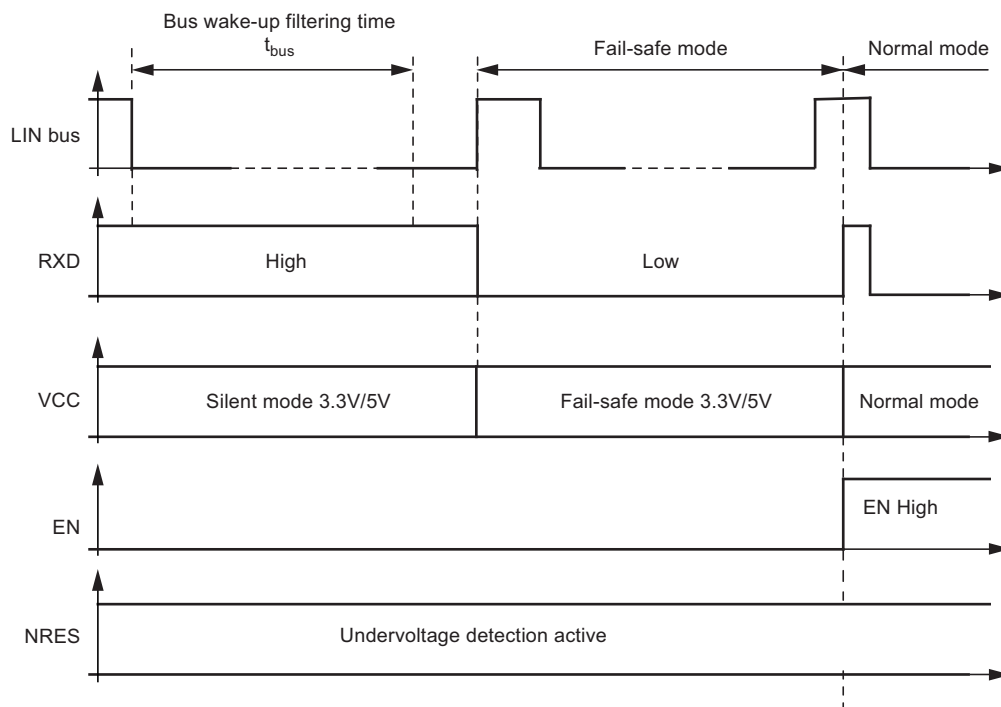 Bus wake-up filtering time
tbus
Fail-safe mode
Normal mode
LIN bus
RXD
High
Low
VCC
Silent mode 3.3V/5V
Fail-safe mode 3.3V/5V
Normal mode
EN
EN High
NRES
Undervoltage detection active